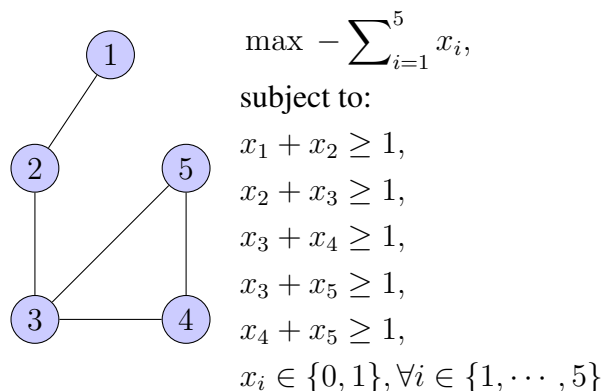 1
2
5
3
4
max − ∑_{i=1}^{5} x_i,
subject to:
x_1 + x_2 ≥ 1,
x_2 + x_3 ≥ 1,
x_3 + x_4 ≥ 1,
x_3 + x_5 ≥ 1,
x_4 + x_5 ≥ 1,
x_i ∈ {0, 1}, ∀i ∈ {1, ⋯ , 5}